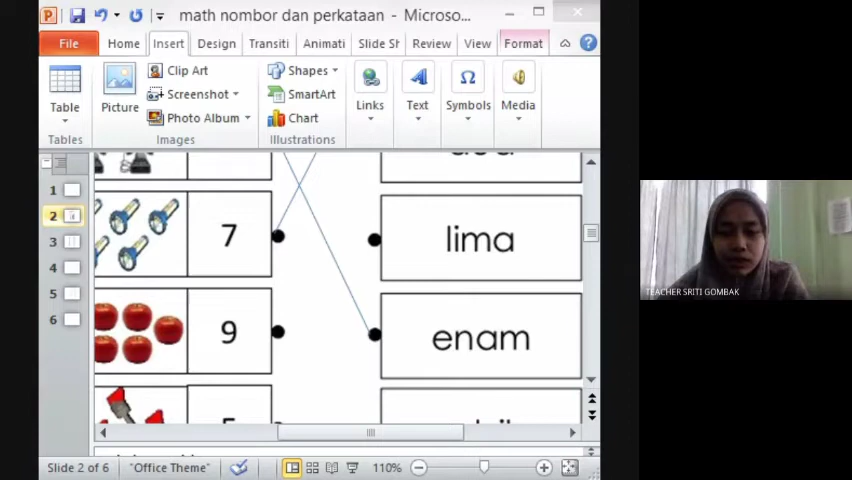 math nombor dan perkataan - Microso...
File Home Insert Design Transiti Animati Slide Sh Review View Format
Table
Picture
Clip Art
Screenshot
Photo Album
Shapes
SmartArt
Chart
Links
Text
Symbols
Media
Tables Images Illustrations
1
2
3
4
5
6
7 lima
9 enam
TEACHER SRITI GOMBAK
Slide 2 of 6 "Office Theme" 110%